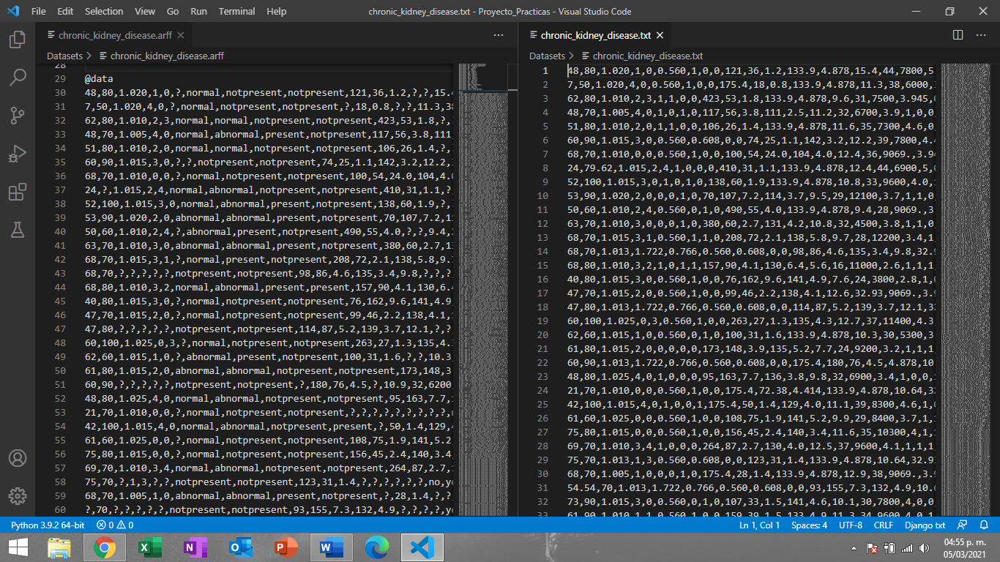 File Edit Selection View Go Run Terminal Help
chronic_kidney_disease.txt - Proyecto_Practicas - Visual Studio Code
chronic_kidney_disease.arff
Datasets > chronic_kidney_disease.arff
28
29 @data
30 48,80,1.020,1,0,?,normal,notpresent,notpresent,121,36,1.2,?,?,15.4
31 7,50,1.020,4,0,?,normal,notpresent,notpresent,?,18,0.8,?,?,11.3,38
32 62,80,1.010,2,3,normal,normal,notpresent,notpresent,423,53,1.8,?,
33 48,70,1.005,4,0,normal,abnormal,present,notpresent,117,56,3.8,111,
34 51,80,1.010,2,0,normal,normal,notpresent,notpresent,106,26,1.4,?,
35 60,90,1.015,3,0,?,?,notpresent,notpresent,74,25,1.1,142,3.2,12.2,
36 68,70,1.010,0,0,?,normal,notpresent,notpresent,100,54,24.0,104,4.0
37 24,?,1.015,2,4,normal,abnormal,notpresent,notpresent,410,31,1.1,?,
38 52,100,1.015,3,0,normal,abnormal,present,notpresent,138,60,1.9,?,
39 53,90,1.020,2,0,abnormal,abnormal,present,notpresent,70,107,7.2,11
40 50,60,1.010,2,4,?,abnormal,present,notpresent,490,55,4.0,?,?,9.4,
41 63,70,1.010,3,0,abnormal,abnormal,present,notpresent,380,60,2.7,13
42 68,70,1.015,3,1,?,normal,present,notpresent,208,72,2.1,138,5.8,9.7
43 68,70,?,?,?,?,?,notpresent,notpresent,98,86,4.6,135,3.4,9.8,?,?,?,
44 68,80,1.010,3,2,normal,abnormal,present,present,157,90,4.1,130,6.4
45 40,80,1.015,3,0,?,normal,notpresent,notpresent,76,162,9.6,141,4.9,
46 47,70,1.015,2,0,?,normal,notpresent,notpresent,99,46,2.2,138,4.1,
47 47,80,?,?,?,?,?,notpresent,notpresent,114,87,5.2,139,3.7,12.1,?,?,
48 60,100,1.025,0,3,?,normal,notpresent,notpresent,263,27,1.3,135,4.3
49 62,60,1.015,1,0,?,abnormal,present,notpresent,100,31,1.6,?,?,10.3,
50 61,80,1.015,2,0,abnormal,abnormal,notpresent,notpresent,173,148,3
51 60,90,?,?,?,?,?,notpresent,notpresent,?,180,76,4.5,?,10.9,32,6200,
52 48,80,1.025,4,0,normal,abnormal,notpresent,notpresent,95,163,7.7,
53 21,70,1.010,0,0,?,normal,notpresent,notpresent,?,?,?,?,?,?,?,?,?,
54 42,100,1.015,4,0,normal,abnormal,notpresent,present,?,50,1.4,129,4
55 61,60,1.025,0,0,?,normal,notpresent,notpresent,108,75,1.9,141,5.2
56 75,80,1.015,0,0,?,normal,notpresent,notpresent,156,45,2.4,140,3.4,
57 69,70,1.010,3,4,normal,abnormal,notpresent,notpresent,264,87,2.7,
58 75,70,?,1,3,?,?,notpresent,notpresent,123,31,1.4,?,?,?,?,?,?,no,ye
59 68,70,1.005,1,0,abnormal,abnormal,present,notpresent,?,28,1.4,?,?,
60 ?,70,?,?,?,?,?,notpresent,notpresent,93,155,7.3,132,4.9,?,?,?,?,ye
chronic_kidney_disease.txt
Datasets > chronic_kidney_disease.txt
1 48,80,1.020,1,0,0.560,1,0,0,121,36,1.2,133.9,4.878,15.4,44,7800,5
2 7,50,1.020,4,0,0.560,1,0,0,175.4,18,0.8,133.9,4.878,11.3,38,6000,
3 62,80,1.010,2,3,1,1,0,0,423,53,1.8,133.9,4.878,9.6,31,7500,3.945,0
4 48,70,1.005,4,0,1,0,1,0,117,56,3.8,111,2.5,11.2,32,6700,3.9,1,0,0
5 51,80,1.010,2,0,1,1,0,0,106,26,1.4,133.9,4.878,11.6,35,7300,4.6,0,
6 60,90,1.015,3,0,0.560,0.608,0,0,74,25,1.1,142,3.2,12.2,39,7800,4.4
7 68,70,1.010,0,0,0.560,1,0,0,100,54,24.0,104,4.0,12.4,36,9069.,3.94
8 24,79.62,1.015,2,4,1,0,0,0,410,31,1.1,133.9,4.878,12.4,44,6900,5,0
9 52,100,1.015,3,0,1,0,1,0,138,60,1.9,133.9,4.878,10.8,33,9600,4.0,
10 53,90,1.020,2,0,0,0,1,0,70,107,7.2,114,3.7,9.5,29,12100,3.7,1,1,0
11 50,60,1.010,2,4,0.560,0,1,0,490,55,4.0,133.9,4.878,9.4,28,9069.,3
12 63,70,1.010,3,0,0,0,1,0,380,60,2.7,131,4.2,10.8,32,4500,3.8,1,1,0
13 68,70,1.015,3,1,0.560,1,1,0,208,72,2.1,138,5.8,9.7,28,12200,3.4,1,
14 68,70,1.013,1.722,0.766,0.560,0.608,0,0,98,86,4.6,135,3.4,9.8,32.9
15 68,80,1.010,3,2,1,0,1,1,157,90,4.1,130,6.4,5.6,16,11000,2.6,1,1,1
16 40,80,1.015,3,0,0.560,1,0,0,76,162,9.6,141,4.9,7.6,24,3800,2.8,1,0
17 47,70,1.015,2,0,0.560,1,0,0,99,46,2.2,138,4.1,12.6,32.93,9069.,3.9
18 47,80,1.013,1.722,0.766,0.560,0.608,0,0,114,87,5.2,139,3.7,12.1,32
19 60,100,1.025,0,3,0.560,1,0,0,263,27,1.3,135,4.3,12.7,37,11400,4.3,
20 62,60,1.015,1,0,0.560,0,1,0,100,31,1.6,133.9,4.878,10.3,30,5300,3
21 61,80,1.015,2,0,0,0,0,0,173,148,3.9,135,5.2,7.7,24,9200,3.2,1,1,1
22 60,90,1.013,1.722,0.766,0.560,0.608,0,0,175.4,180,76,4.5,4.878,10
23 48,80,1.025,4,0,1,0,0,0,95,163,7.7,136,3.8,9.8,32,6900,3.4,1,0,0,
24 21,70,1.010,0,0,0.560,1,0,0,175.4,72.38,4.414,133.9,4.878,10.64,32
25 42,100,1.015,4,0,1,0,0,1,175.4,50,1.4,129,4.0,11.1,39,8300,4.6,1,0
26 61,60,1.025,0,0,0.560,1,0,0,108,75,1.9,141,5.2,9.9,29,8400,3.7,1,
27 75,80,1.015,0,0,0.560,1,0,0,156,45,2.4,140,3.4,11.6,35,10300,4,1,
28 69,70,1.010,3,4,1,0,0,0,264,87,2.7,130,4.0,12.5,37,9600,4.1,1,1,1,
29 75,70,1.013,1,3,0.560,0.608,0,0,123,31,1.4,133.9,4.878,10.64,32.93
30 68,70,1.005,1,0,0,0,1,0,175.4,28,1.4,133.9,4.878,12.9,38,9069.,3.9
31 54.54,70,1.013,1.722,0.766,0.560,0.608,0,0,93,155,7.3,132,4.9,10.6
32 73,90,1.015,3,0,0.560,1,0,0,107,33,1.5,141,4.6,10.1,30,7800,4,0,0
33 61,90,1.010,1,1,0.560,1,0,0,159,39,1.5,133.9,4.9,11.3,34,9600,4.0,1
Python 3.9.2 64-bit 0 0 Ln 1, Col 1 Spaces: 4 UTF-8 CRLF Django txt
04:55 p. m.
05/03/2021